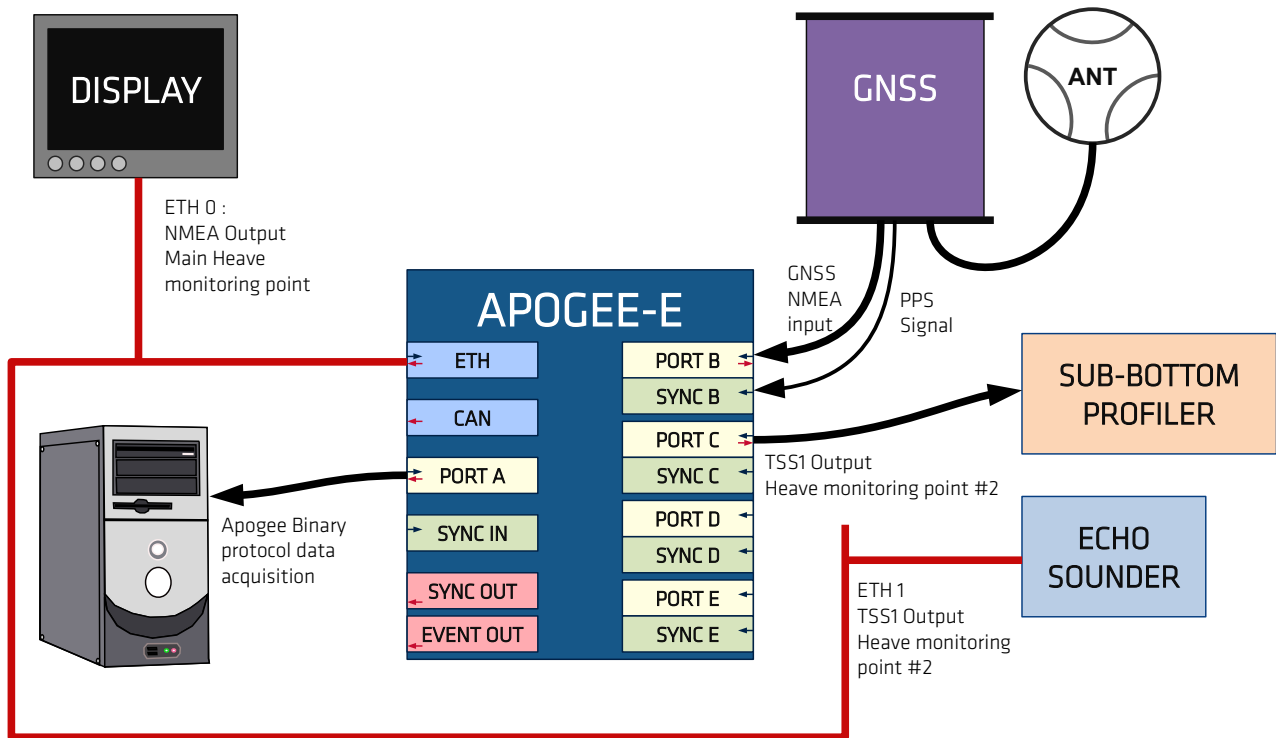 DISPLAY
GNSS
ANT
ETH 0 :
NMEA Output
Main Heave
monitoring point
GNSS
NMEA
input
PPS
Signal
APOGEE-E
ETH
CAN
PORT A
SYNC IN
SYNC OUT
EVENT OUT
PORT B
SYNC B
PORT C
SYNC C
PORT D
SYNC D
PORT E
SYNC E
SUB-BOTTOM
PROFILER
TSS1 Output
Heave monitoring point #2
Apogee Binary
protocol data
acquisition
ECHO
SOUNDER
ETH 1
TSS1 Output
Heave monitoring
point #2